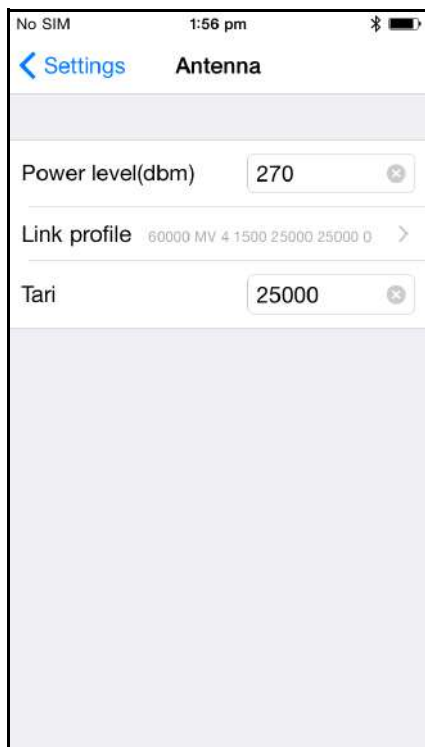 No SIM 1:56 pm
Settings Antenna
Power level(dbm) 270
Link profile 60000 MV 4 1500 25000 25000 0
Tari 25000